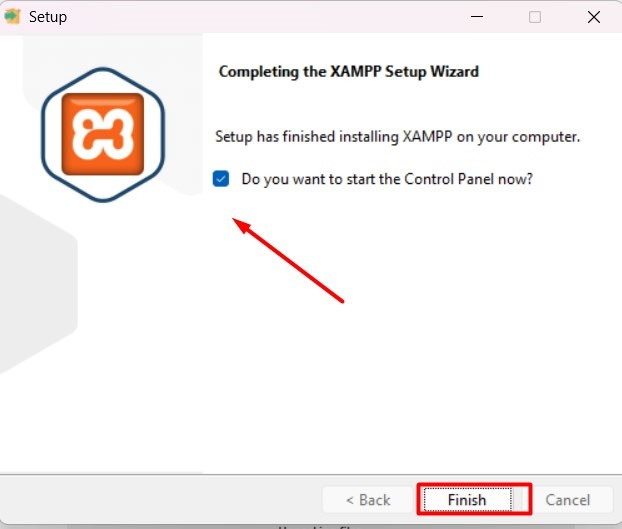 Setup
Completing the XAMPP Setup Wizard
Setup has finished installing XAMPP on your computer.
Do you want to start the Control Panel now?
< Back
Finish
Cancel